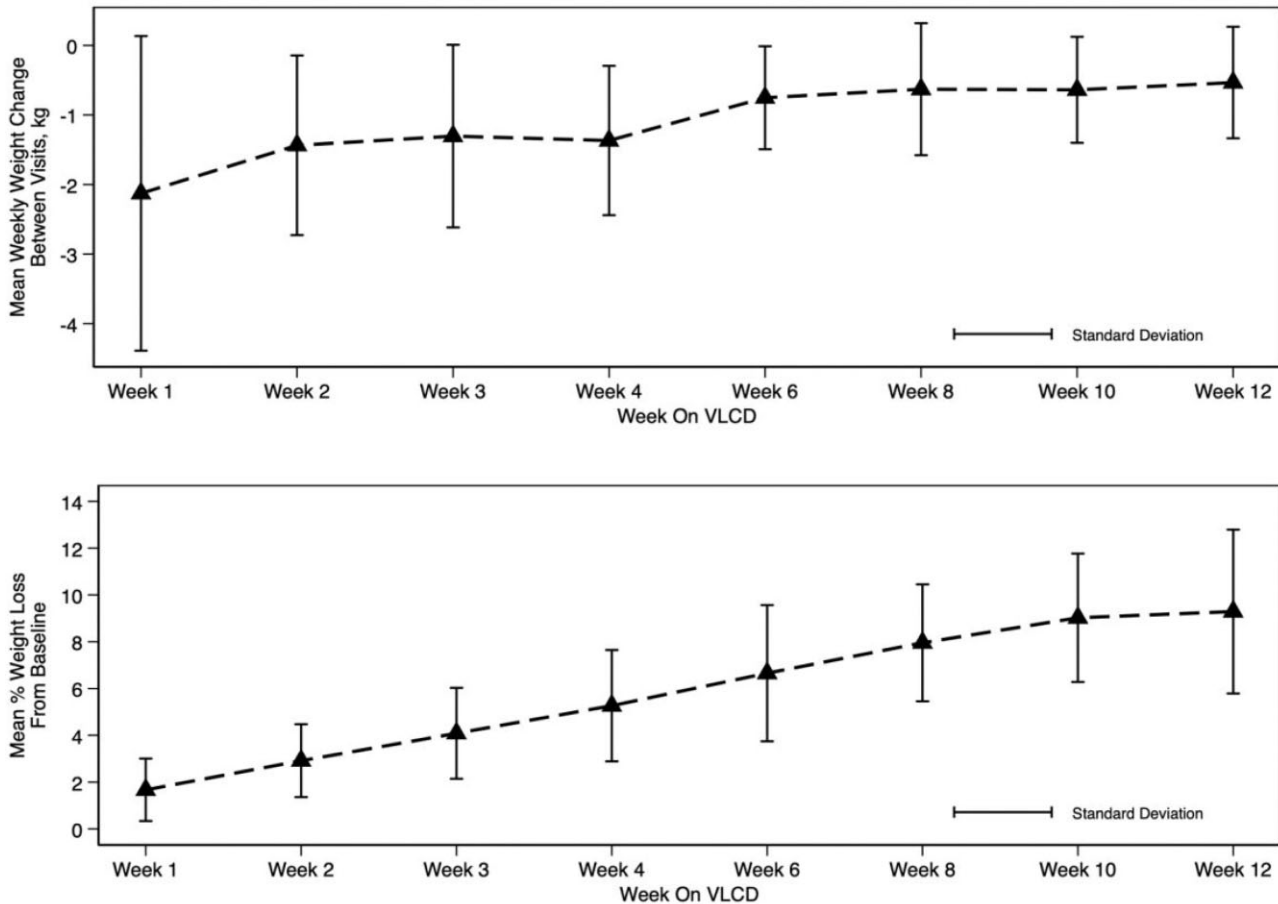 Mean Weekly Weight Change
Between Visits, kg
0
-1
-2
-3
-4
Standard Deviation
Week 1 Week 2 Week 3 Week 4 Week 6 Week 8 Week 10 Week 12
Week On VLCD
Mean % Weight Loss
From Baseline
14
12
10
8
6
4
2
0
Standard Deviation
Week 1 Week 2 Week 3 Week 4 Week 6 Week 8 Week 10 Week 12
Week On VLCD